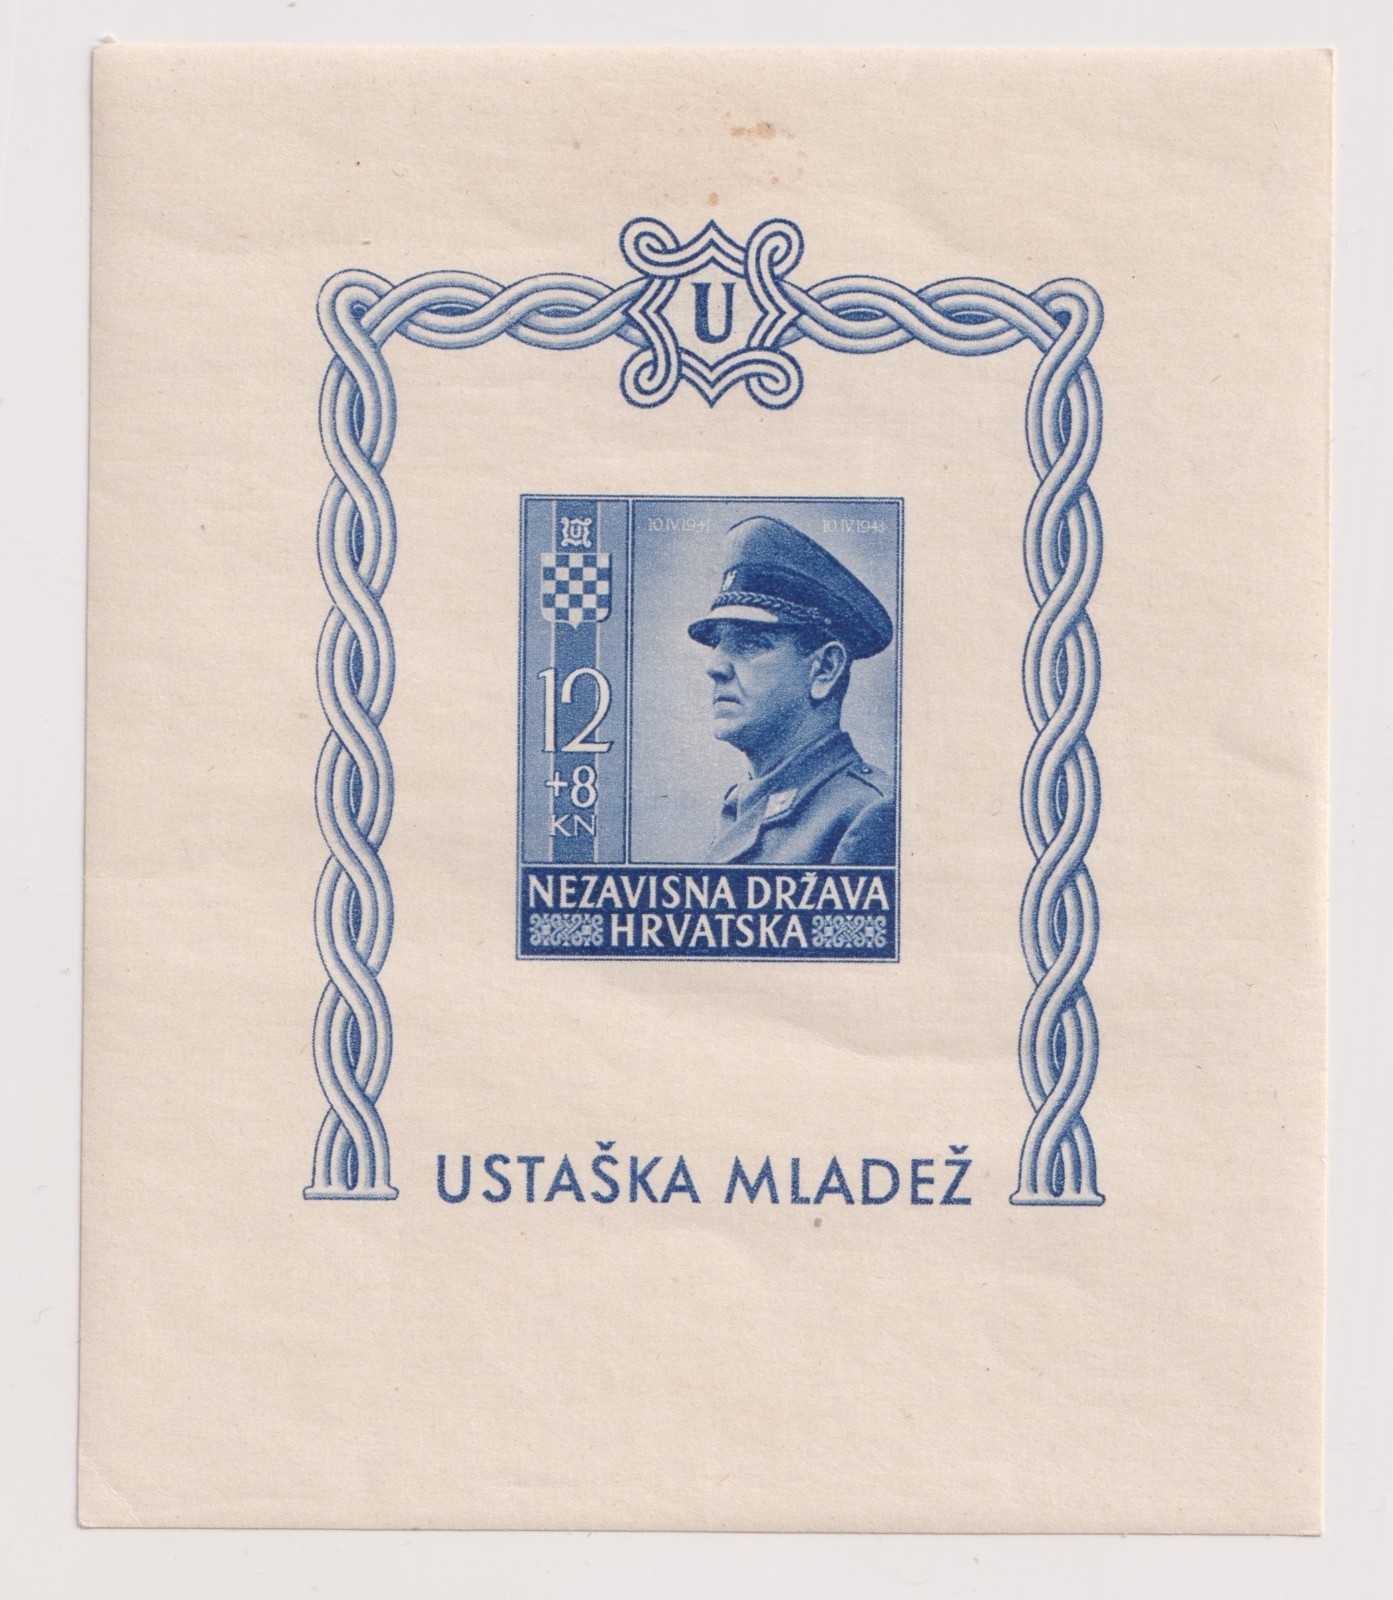 U
10.IV.1941
10.IV.1943
U
12
+8
KN
NEZAVISNA DRŽAVA
HRVATSKA
USTAŠKA MLADEŽ